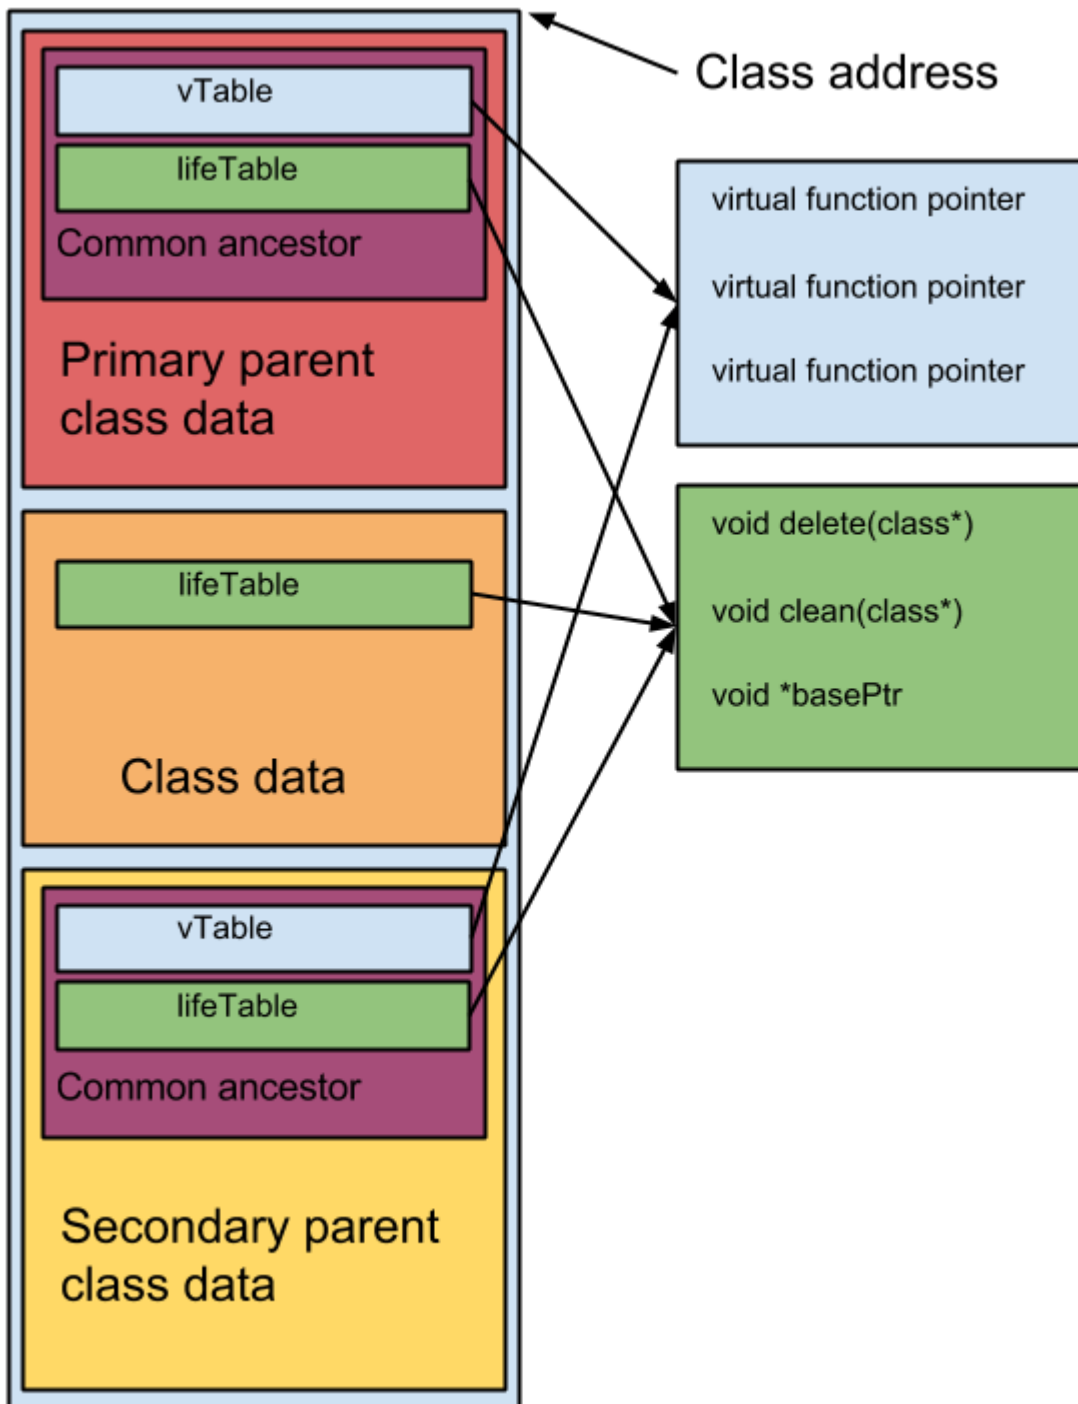 Class address
vTable
lifeTable
Common ancestor
Primary parent
class data
lifeTable
Class data
vTable
lifeTable
Common ancestor
Secondary parent
class data
virtual function pointer
virtual function pointer
virtual function pointer
void delete(class*)
void clean(class*)
void *basePtr